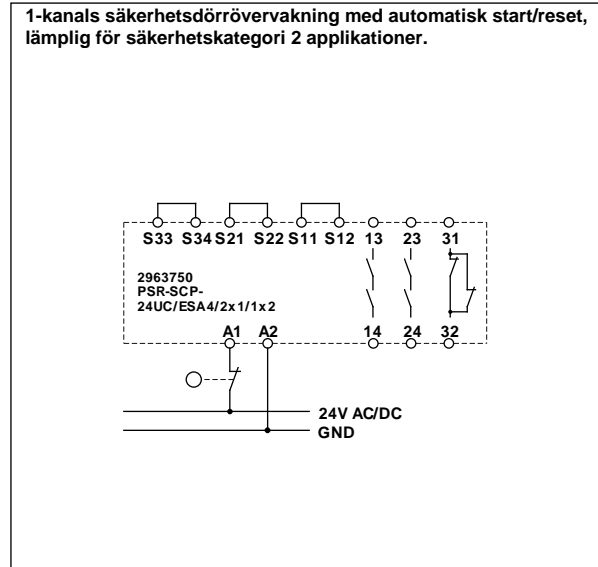 1-kanals säkerhetsdörrövervakning med automatisk start/reset,
lämplig för säkerhetskategori 2 applikationer.
S33 S34 S21 S22 S11 S12 13 23 31
2963750
PSR-SCP-
24UC/ESA4/2x1/1x2
A1 A2 14 24 32
24V AC/DC
GND